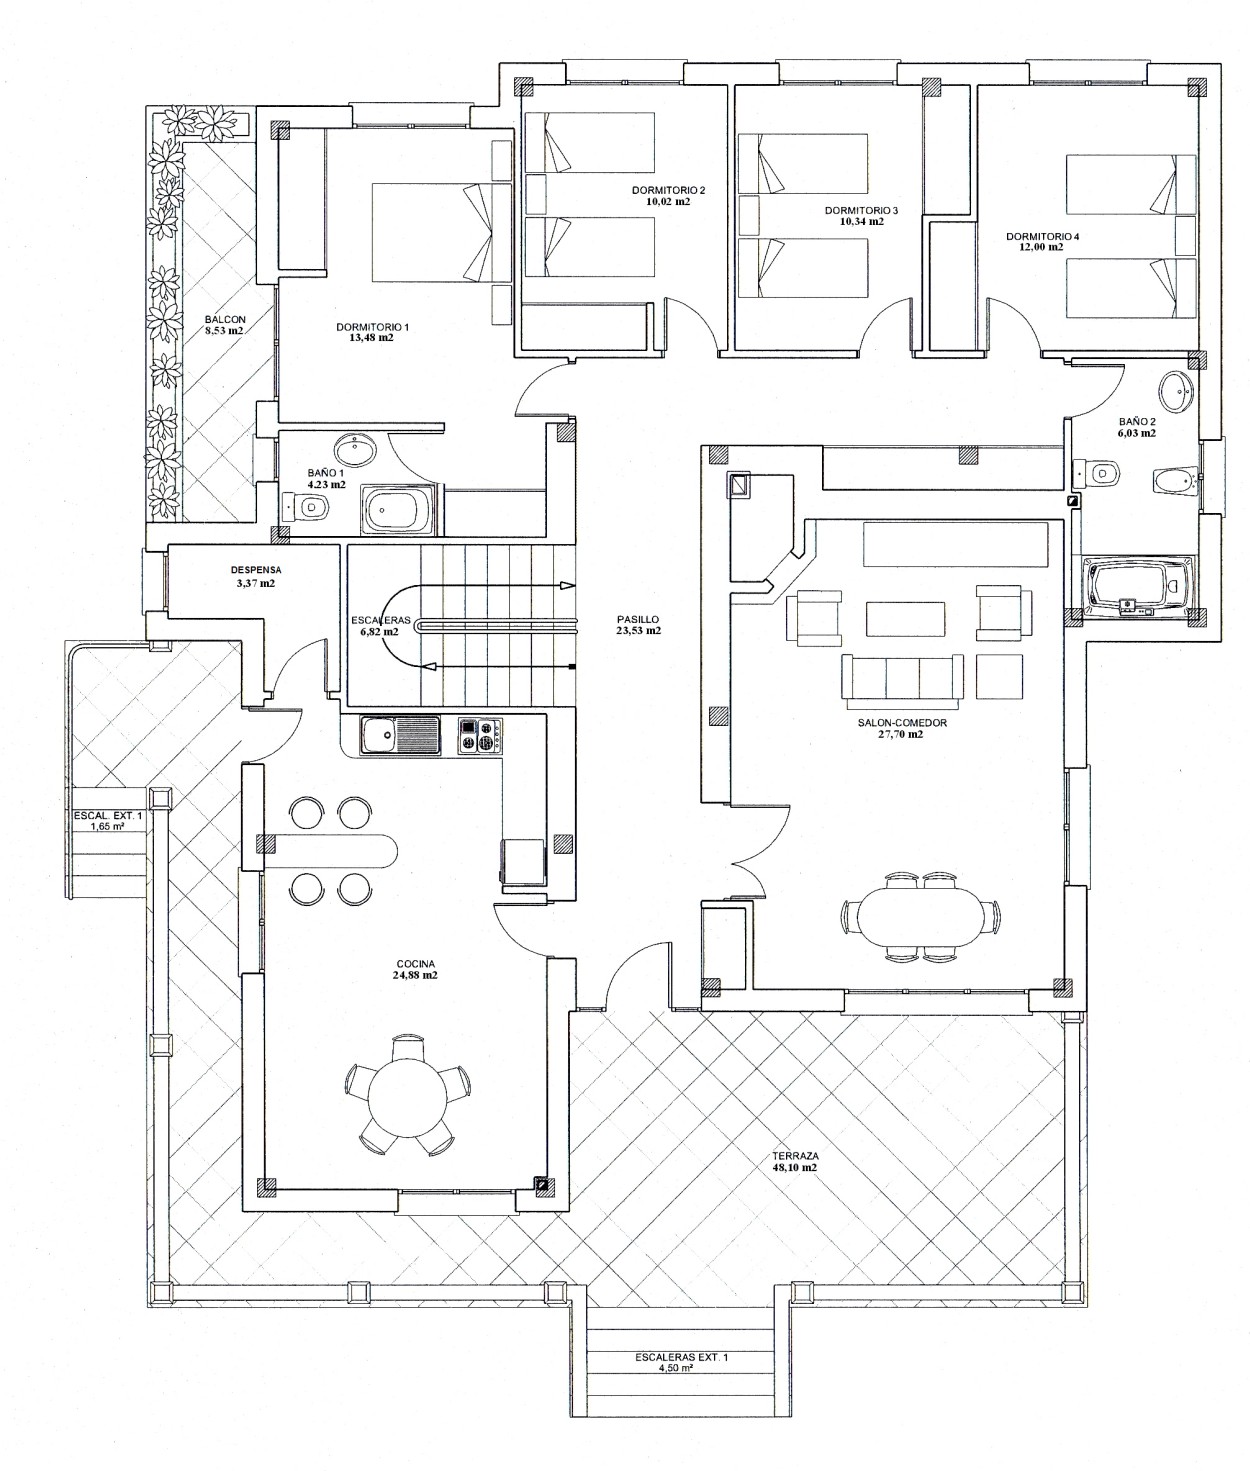 DORMITORIO 2
10,02 m2
DORMITORIO 3
10,34 m2
DORMITORIO 4
12,00 m2
BALCON
8,53 m2
DORMITORIO 1
13,48 m2
BAÑO 2
6,03 m2
BAÑO 1
4.23 m2
DESPENSA
3,37 m2
ESCALERAS
6,82 m2
PASILLO
23,53 m2
SALON-COMEDOR
27,70 m2
ESCAL. EXT. 1
1,65 m²
COCINA
24,88 m2
TERRAZA
48,10 m2
ESCALERAS EXT. 1
4,50 m²